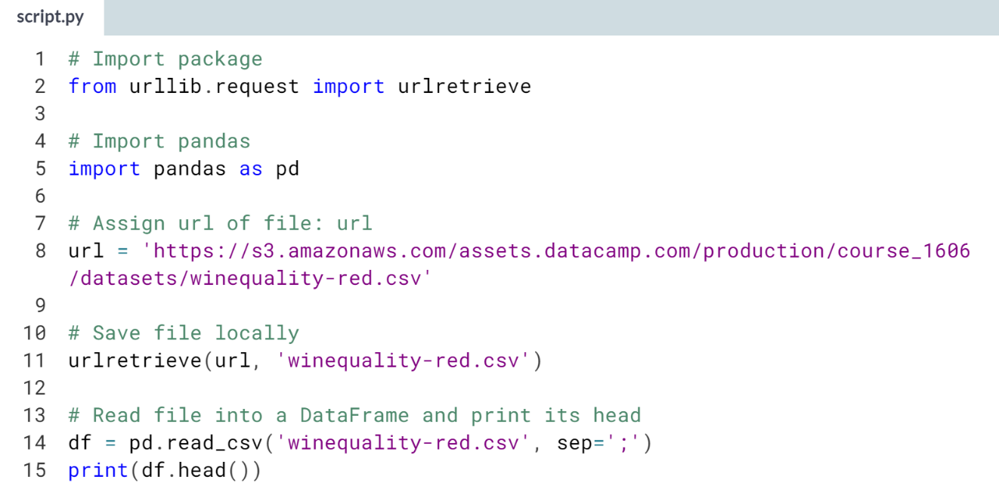 script.py
1 # Import package
2 from urllib.request import urlretrieve
3
4 # Import pandas
5 import pandas as pd
6
7 # Assign url of file: url
8 url = 'https://s3.amazonaws.com/assets.datacamp.com/production/course_1606
/datasets/winequality-red.csv'
9
10 # Save file locally
11 urlretrieve(url, 'winequality-red.csv')
12
13 # Read file into a DataFrame and print its head
14 df = pd.read_csv('winequality-red.csv', sep=';')
15 print(df.head())